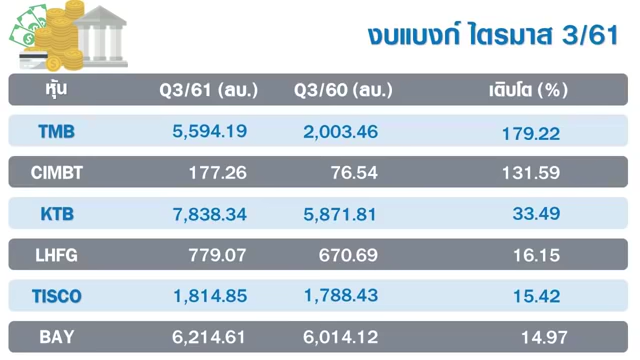 งบแบงก์ ไตรมาส 3/61
หุ้น Q3/61 (ลบ.) Q3/60 (ลบ.) เติบโต (%)
TMB 5,594.19 2,003.46 179.22
CIMBT 177.26 76.54 131.59
KTB 7,838.34 5,871.81 33.49
LHFG 779.07 670.69 16.15
TISCO 1,814.85 1,788.43 15.42
BAY 6,214.61 6,014.12 14.97